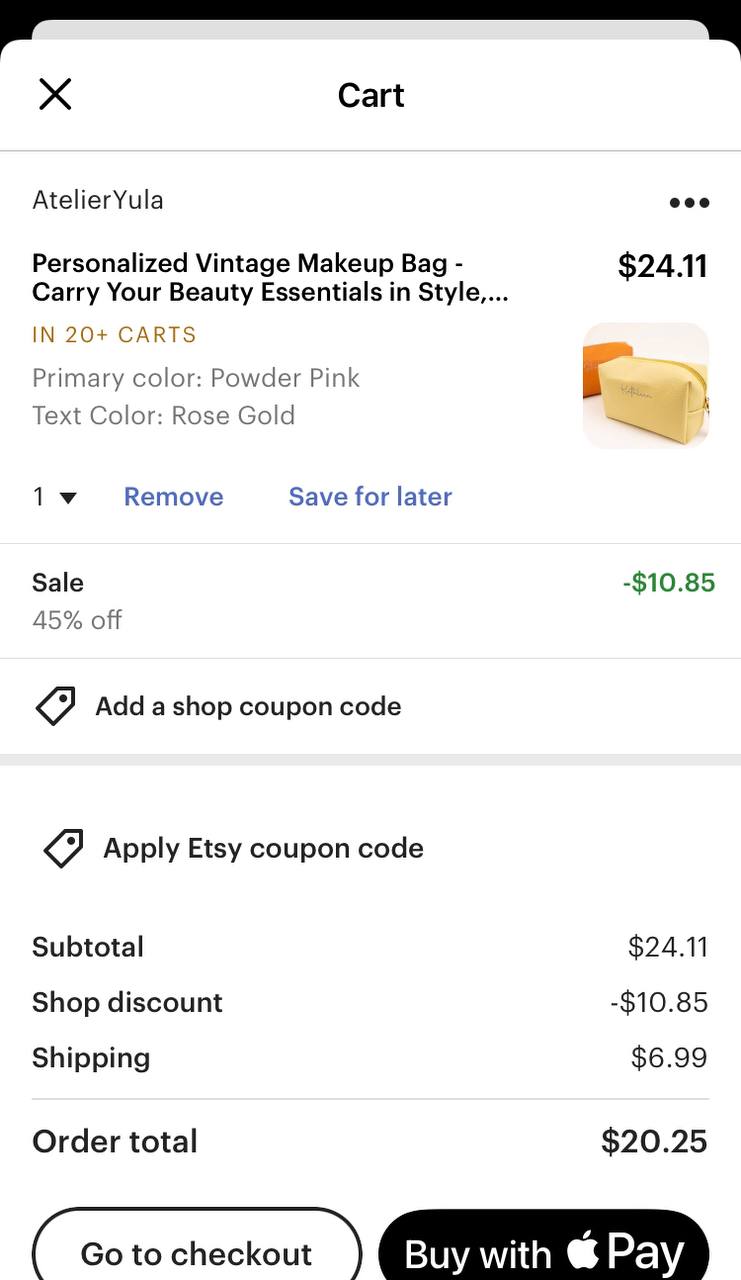 Cart
AtelierYula
Personalized Vintage Makeup Bag -
$24.11
Carry Your Beauty Essentials in Style,...
IN 20+ CARTS
Primary color: Powder Pink
Text Color: Rose Gold
Kathleen
1
Remove
Save for later
Sale
-$10.85
45% off
Add a shop coupon code
Apply Etsy coupon code
Subtotal
$24.11
Shop discount
-$10.85
Shipping
$6.99
Order total
$20.25
Go to checkout
Buy with Pay